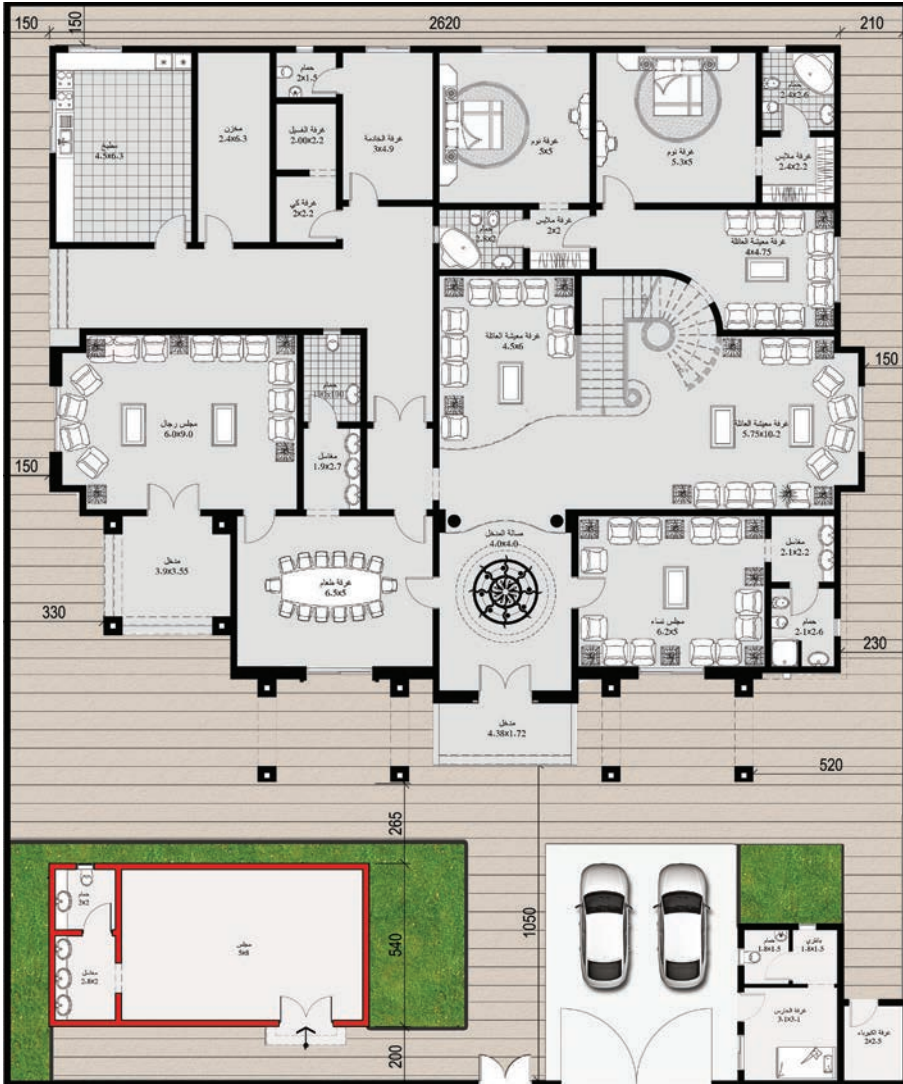 150
150
2620
210
مطبخ
4.5x6.3
مخزن
2.4x6.3
حمام
2x1.5
غرفة الغسيل
2.00x2.2
غرفة كي
2x2.2
غرفة الخادمة
3x4.9
غرفة نوم
5x5
غرفة نوم
5.3x5
حمام
2.4x2.6
غرفة ملابس
2.4x2.2
حمام
2.8x2
غرفة ملابس
2x2
غرفة معيشة العائلة
4x4.75
غرفة معيشة العائلة
4.5x6
150
مجلس رجال
6.0x9.0
حمام
مغاسل
1.9x2.7
غرفة معيشة العائلة
5.75x10.2
150
مدخل
3.9x3.55
330
غرفة طعام
6.5x5
صالة المدخل
4.0x4.0
مجلس نساء
6.2x5
مغاسل
2.1x2.2
حمام
2.1x2.6
230
مدخل
4.38x1.72
520
265
1050
540
200
حمام
2x2
مغاسل
2.8x2
مجلس
5x8
حمام
1.8x1.5
بانتري
1.8x1.5
غرفة الحارس
3.1x3.1
غرفة الكهرباء
2x2.5